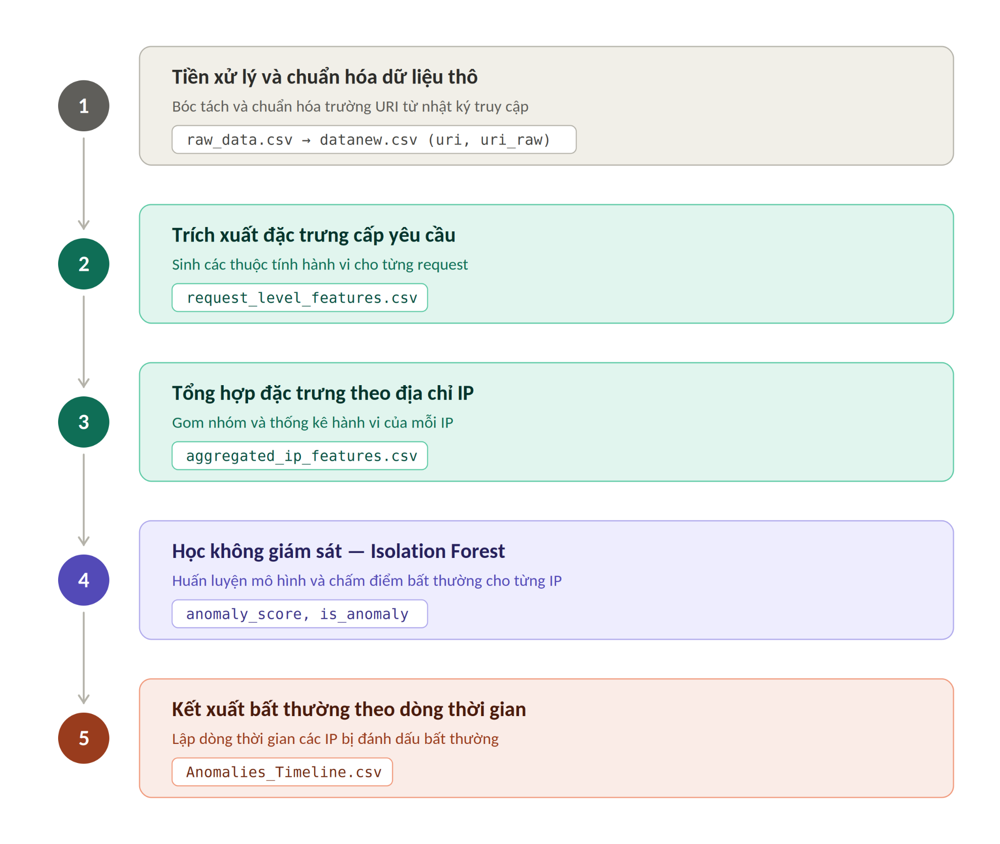 1
Tiền xử lý và chuẩn hóa dữ liệu thô
Bóc tách và chuẩn hóa trường URI từ nhật ký truy cập
raw_data.csv → datanew.csv (uri, uri_raw)
2
Trích xuất đặc trưng cấp yêu cầu
Sinh các thuộc tính hành vi cho từng request
request_level_features.csv
3
Tổng hợp đặc trưng theo địa chỉ IP
Gom nhóm và thống kê hành vi của mỗi IP
aggregated_ip_features.csv
4
Học không giám sát — Isolation Forest
Huấn luyện mô hình và chấm điểm bất thường cho từng IP
anomaly_score, is_anomaly
5
Kết xuất bất thường theo dòng thời gian
Lập dòng thời gian các IP bị đánh dấu bất thường
Anomalies_Timeline.csv